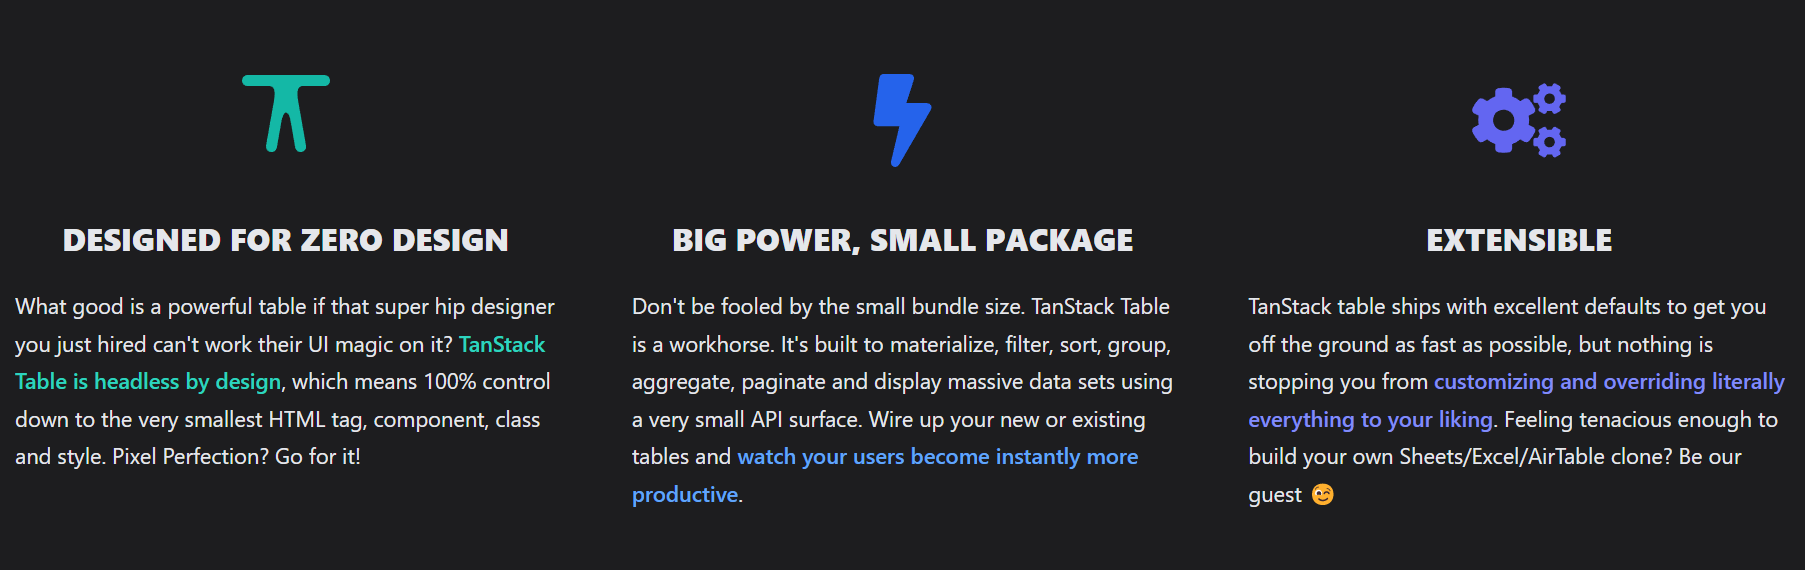 DESIGNED FOR ZERO DESIGN
What good is a powerful table if that super hip designer
you just hired can't work their UI magic on it? TanStack
Table is headless by design, which means 100% control
down to the very smallest HTML tag, component, class
and style. Pixel Perfection? Go for it!
BIG POWER, SMALL PACKAGE
Don't be fooled by the small bundle size. TanStack Table
is a workhorse. It's built to materialize, filter, sort, group,
aggregate, paginate and display massive data sets using
a very small API surface. Wire up your new or existing
tables and watch your users become instantly more
productive.
EXTENSIBLE
TanStack table ships with excellent defaults to get you
off the ground as fast as possible, but nothing is
stopping you from customizing and overriding literally
everything to your liking. Feeling tenacious enough to
build your own Sheets/Excel/AirTable clone? Be our
guest 😉